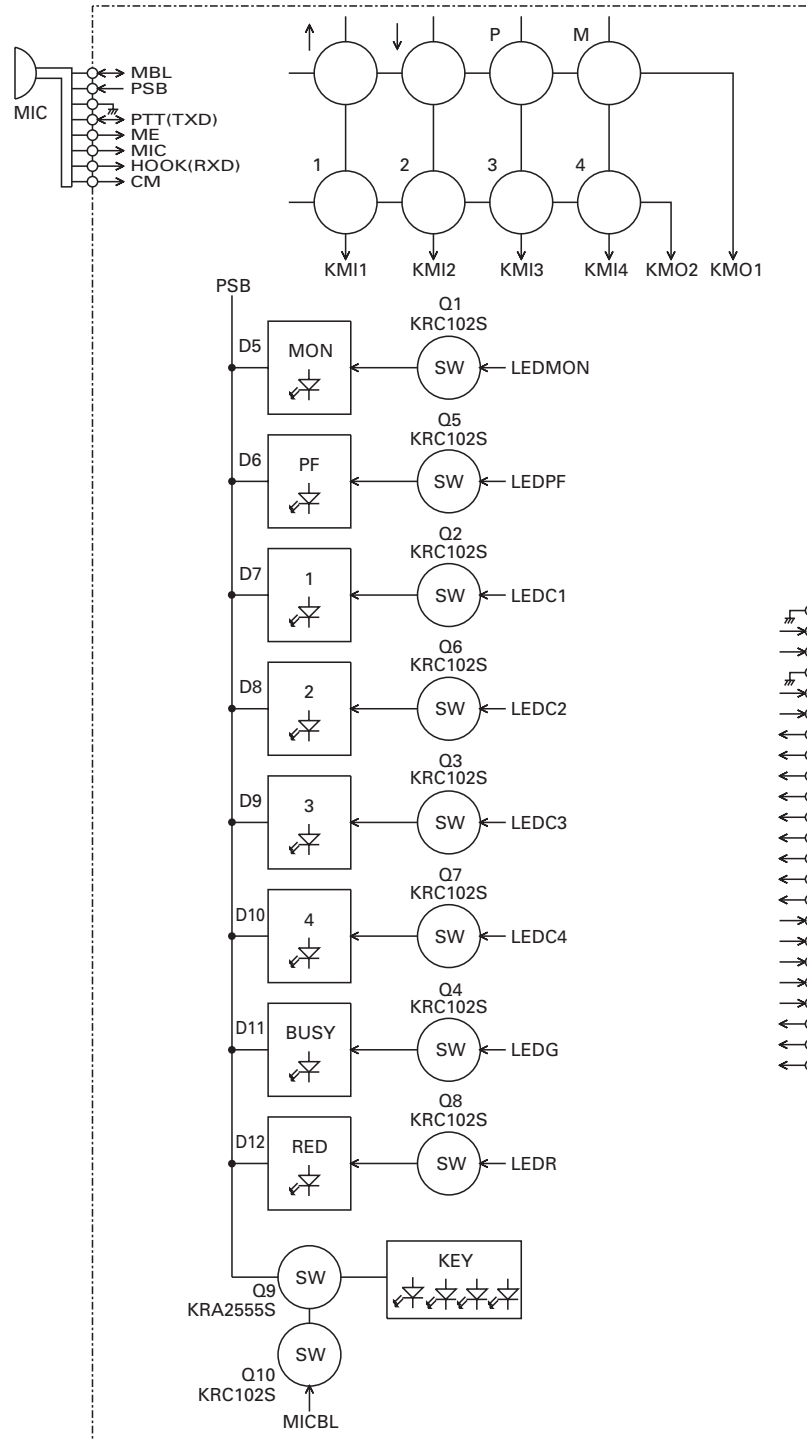 P M
MBL
PSB
MIC
PTT(TXD)
ME
MIC
HOOK(RXD)
CM
1 2 3 4
KMI1 KMI2 KMI3 KMI4 KMO2 KMO1
PSB
Q1
KRC102S
D5 MON SW LEDMON
Q5
KRC102S
D6 PF SW LEDPF
Q2
KRC102S
D7 1 SW LEDC1
Q6
KRC102S
D8 2 SW LEDC2
Q3
KRC102S
D9 3 SW LEDC3
Q7
KRC102S
D10 4 SW LEDC4
Q4
KRC102S
D11 BUSY SW LEDG
Q8
KRC102S
D12 RED SW LEDR
SW KEY
Q9
KRA2555S
SW
Q10
KRC102S
MICBL